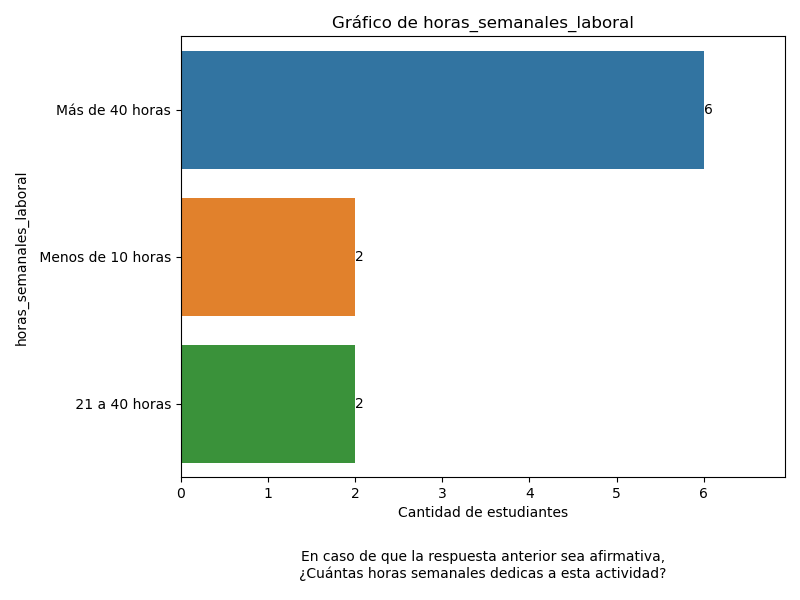 Gráfico de horas_semanales_laboral
Más de 40 horas
6
Menos de 10 horas
2
21 a 40 horas
2
horas_semanales_laboral
0 1 2 3 4 5 6
Cantidad de estudiantes
En caso de que la respuesta anterior sea afirmativa,
¿Cuántas horas semanales dedicas a esta actividad?